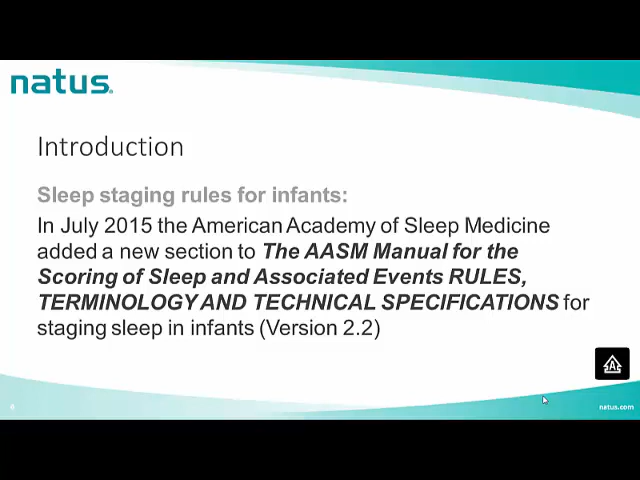 natus.
Introduction
Sleep staging rules for infants:
In July 2015 the American Academy of Sleep Medicine
added a new section to The AASM Manual for the
Scoring of Sleep and Associated Events RULES,
TERMINOLOGY AND TECHNICAL SPECIFICATIONS for
staging sleep in infants (Version 2.2)
A
natus.com